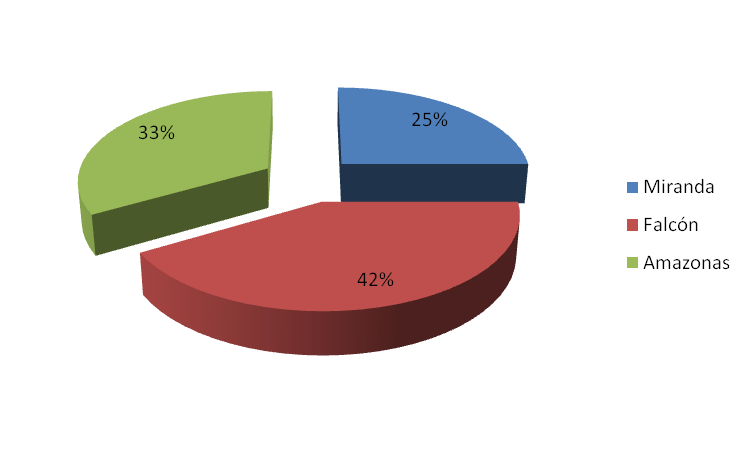 25%
33%
42%
Miranda
Falcón
Amazonas